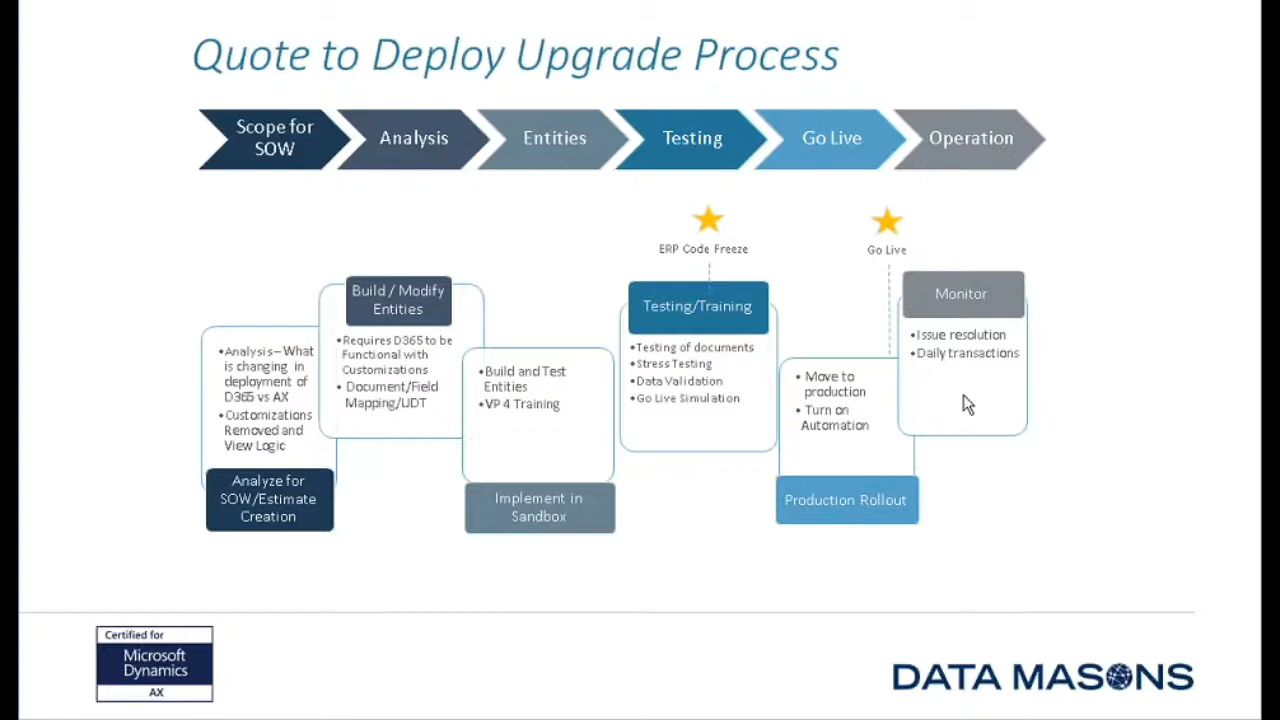 Quote to Deploy Upgrade Process
Scope for
SOW
Analysis
Entities
Testing
Go Live
Operation
ERP Code Freeze
Go Live
•Analysis–What
is changing in
deployment of
D365 vs AX
•Customizations
Removed and
View Logic
Analyze for
SOW/Estimate
Creation
Build / Modify
Entities
•Requires D365 to be
Functional with
Customizations
• Document/Field
Mapping/UDT
•Build and Test
Entities
•VP 4 Training
Implement in
Sandbox
Testing/Training
•Testing of documents
•Stress Testing
•Data Validation
•Go Live Simulation
• Move to
production
• Turn on
Automation
Production Rollout
Monitor
•Issue resolution
•Daily transactions
Certified for
Microsoft
Dynamics
AX
DATA MASONS